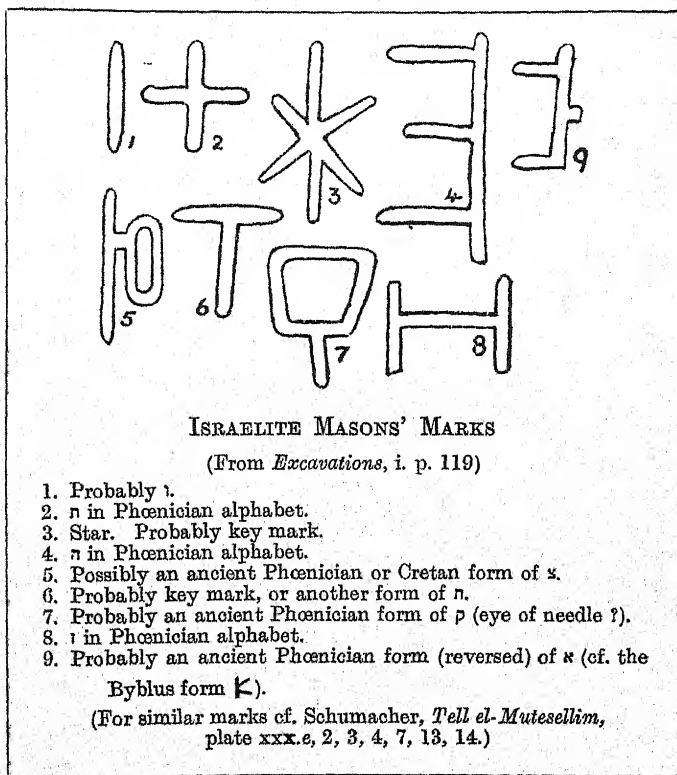 1 2 3 4 9
5 6 7 8
ISRAELITE MASONS' MARKS
(From Excavations, i. p. 119)
1. Probably ו.
2. ת in Phœnician alphabet.
3. Star. Probably key mark.
4. ה in Phœnician alphabet.
5. Possibly an ancient Phœnician or Cretan form of צ.
6. Probably key mark, or another form of ת.
7. Probably an ancient Phœnician form of ק (eye of needle ?).
8. ז in Phœnician alphabet.
9. Probably an ancient Phœnician form (reversed) of א (cf. the
Byblus form).
(For similar marks cf. Schumacher, Tell el-Mutesellim,
plate xxx.e, 2, 3, 4, 7, 13, 14.)